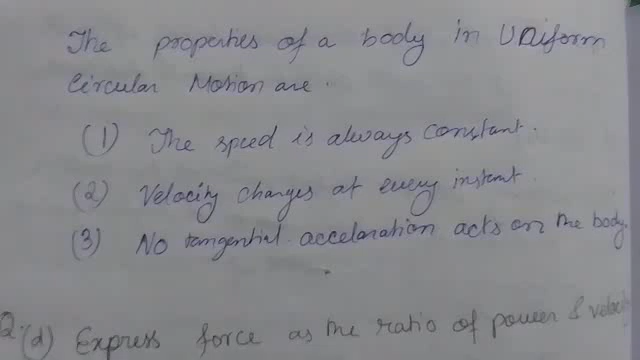 The properties of a body in Uniform
Circular Motion are.
(1) The speed is always constant.
(2) Velocity changes at every instant.
(3) No tangential acceleration acts on the body.
Q.(d) Express force as the ratio of power & veloci